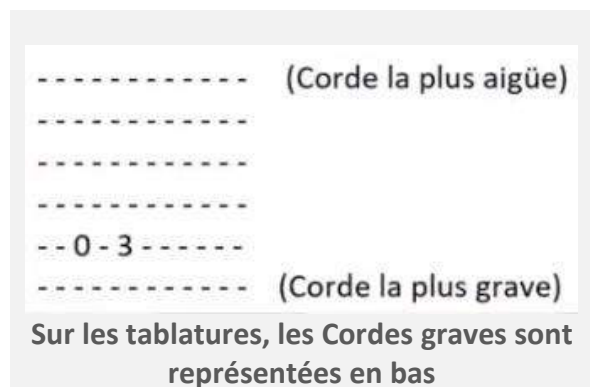 - - - - - - - - - - - - (Corde la plus aigüe)
- - - - - - - - - - - -
- - - - - - - - - - - -
- - - - - - - - - - - -
- - 0 - 3 - - - - - -
- - - - - - - - - - - - (Corde la plus grave)
Sur les tablatures, les Cordes graves sont
représentées en bas